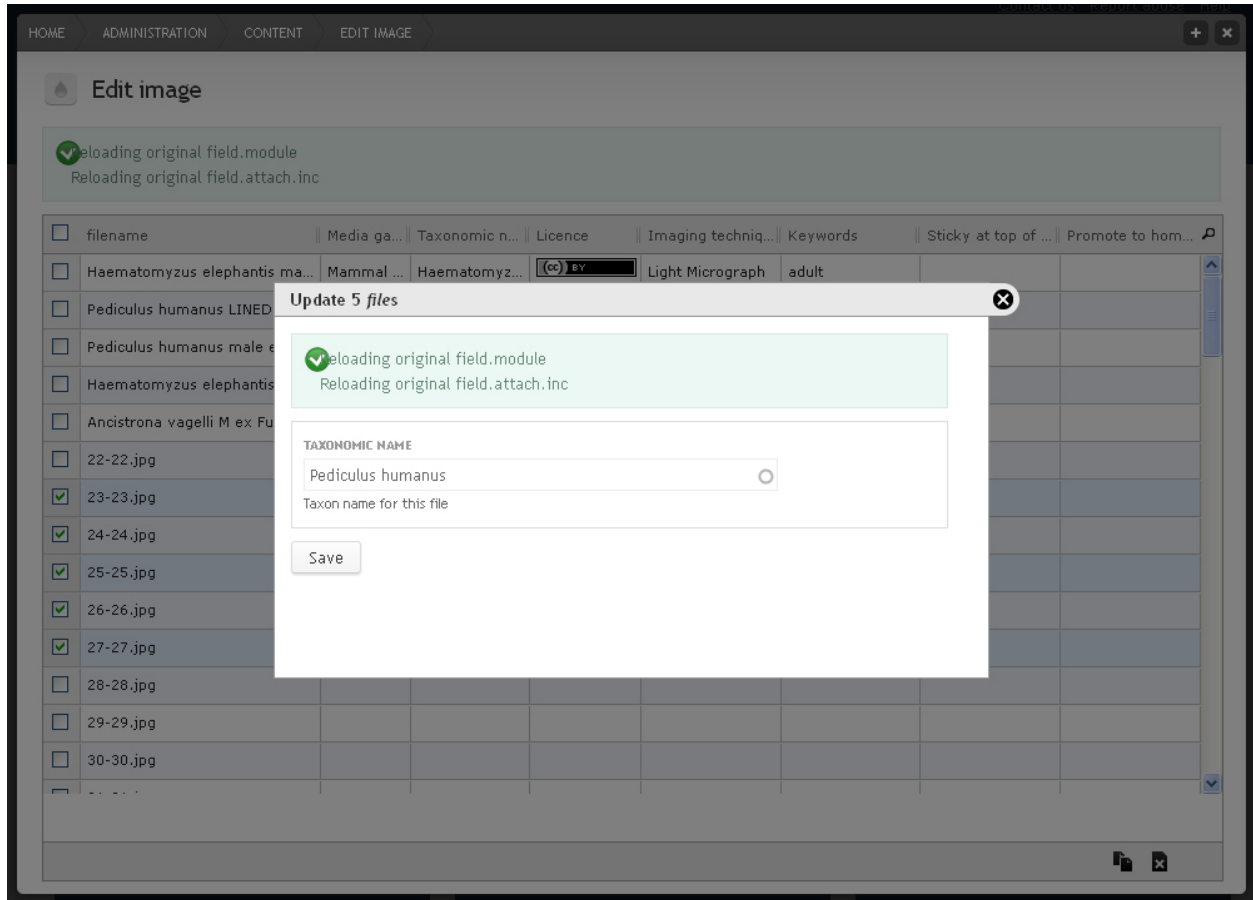 Contact us Report abuse Help
HOME ADMINISTRATION CONTENT EDIT IMAGE
Edit image
eloading original field.module
Reloading original field.attach.inc
filename Media ga... Taxonomic n... Licence Imaging techniq... Keywords Sticky at top of ... Promote to hom...
Haematomyzus elephantis ma... Mammal ... Haematomyz... (cc) BY Light Micrograph adult
Pediculus humanus LINED
Pediculus humanus male e
Haematomyzus elephantis
Ancistrona vagelli M ex Fu
22-22.jpg
23-23.jpg
24-24.jpg
25-25.jpg
26-26.jpg
27-27.jpg
28-28.jpg
29-29.jpg
30-30.jpg
Update 5 files
eloading original field.module
Reloading original field.attach.inc
TAXONOMIC NAME
Pediculus humanus
Taxon name for this file
Save